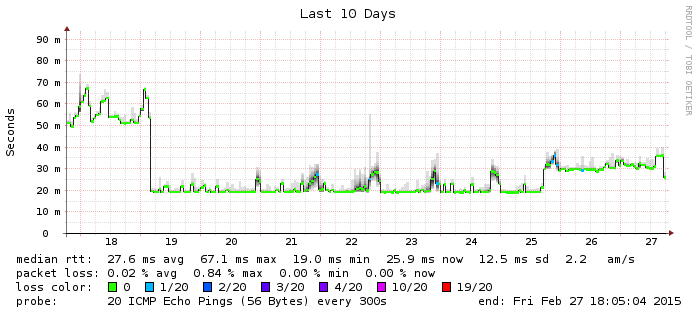 Last 10 Days
RRDTOOL / TOBI OETIKER
Seconds
90 m
80 m
70 m
60 m
50 m
40 m
30 m
20 m
10 m
0
18 19 20 21 22 23 24 25 26 27
median rtt: 27.6 ms avg 67.1 ms max 19.0 ms min 25.9 ms now 12.5 ms sd 2.2 am/s
packet loss: 0.02 % avg 0.84 % max 0.00 % min 0.00 % now
loss color: 0 1/20 2/20 3/20 4/20 10/20 19/20
probe: 20 ICMP Echo Pings (56 Bytes) every 300s end: Fri Feb 27 18:05:04 2015